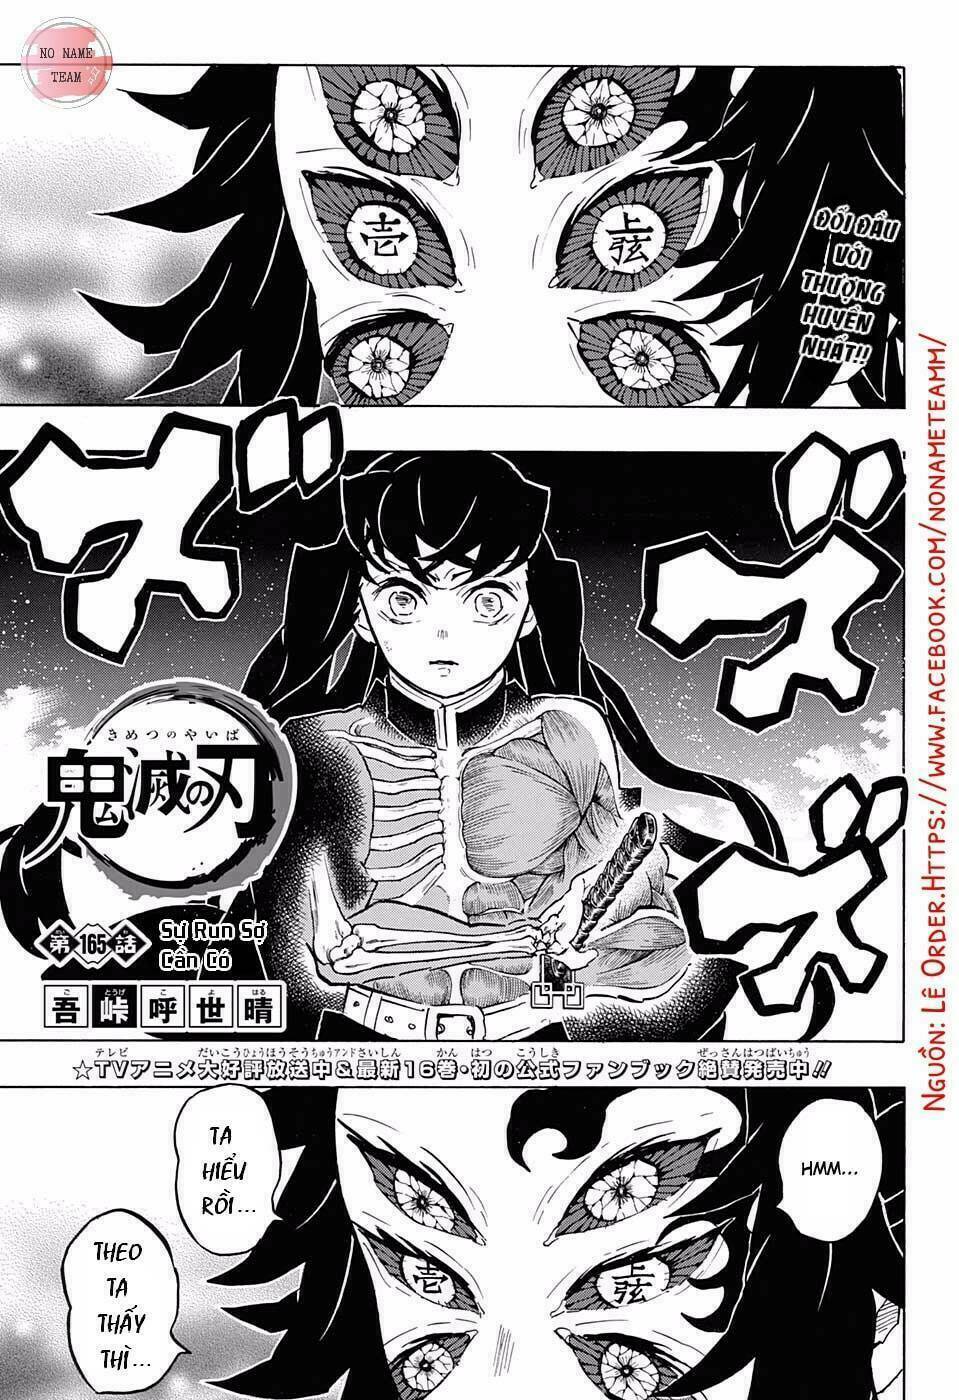 NO NAME
TEAM
壱
上弦
ĐỐI ĐẦU
VỚI
THƯỢNG
HUYỀN
NHẤT!!
NGUỒN: LÊ ORDER.HTTPS://WWW.FACEBOOK.COM/NONAMETEAMM/
ズズズ
きめつのやいば
鬼滅の刃
第165話
Sự Run Sợ
Cần Có
こ とうげ こ よ はる
吾峠呼世晴
テレビ だいこうひょうほうそうちゅうアンドさいしん かん はつ こうしき ぜっさんはつばいちゅう
☆TVアニメ大好評放送中&最新16巻・初の公式ファンブック絶賛発売中!!
HMM...
壱
上弦
TA
HIỂU
RỒI...
THEO
TA
THẤY
THÌ...